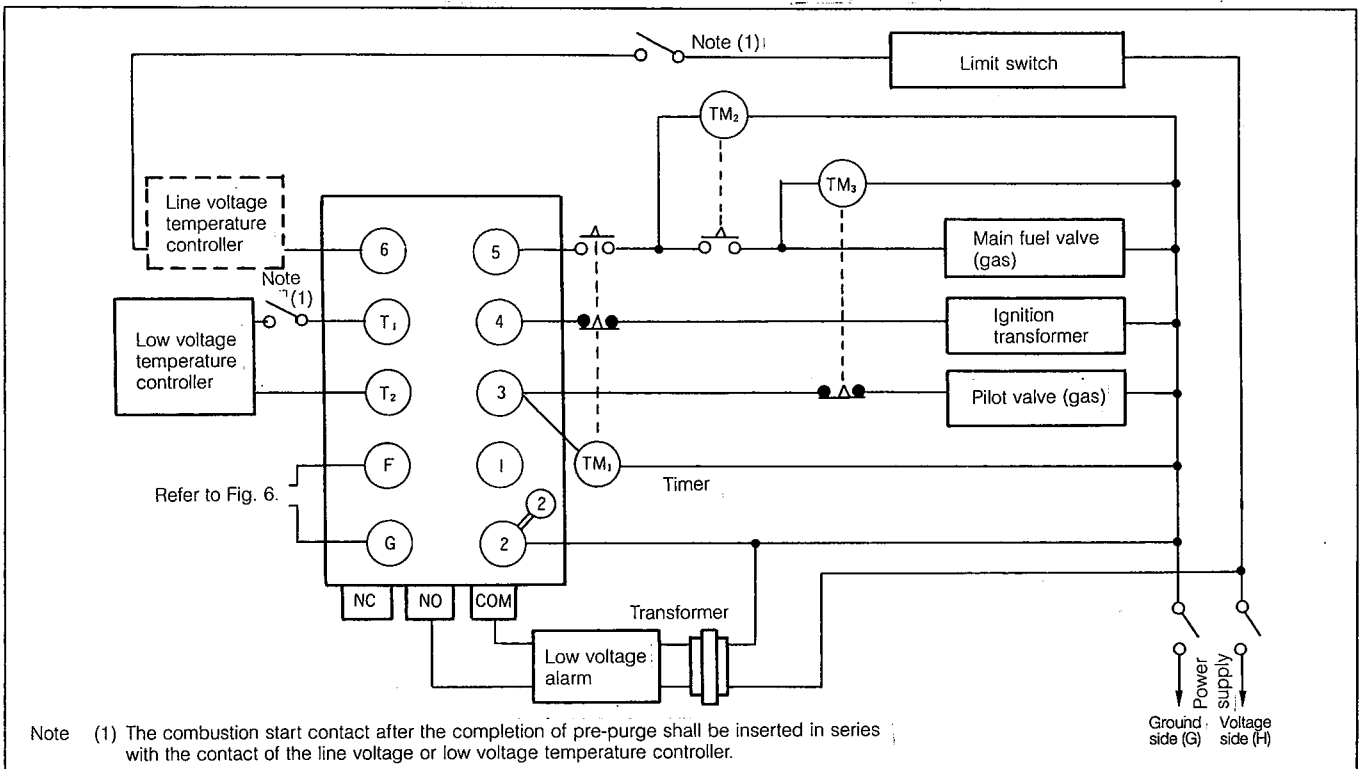 Note (1)
Limit switch
TM₂
TM₃
Line voltage
temperature
controller
6
5
Main fuel valve
(gas)
Note
(1)
Low voltage
temperature
controller
T₁
4
Ignition
transformer
T₂
3
Pilot valve (gas)
F
1
TM₁
Timer
Refer to Fig. 6.
2
G
2
NC
NO
COM
Transformer
Low voltage
alarm
Power
supply
Ground
side (G)
Voltage
side (H)
Note (1) The combustion start contact after the completion of pre-purge shall be inserted in series
with the contact of the line voltage or low voltage temperature controller.